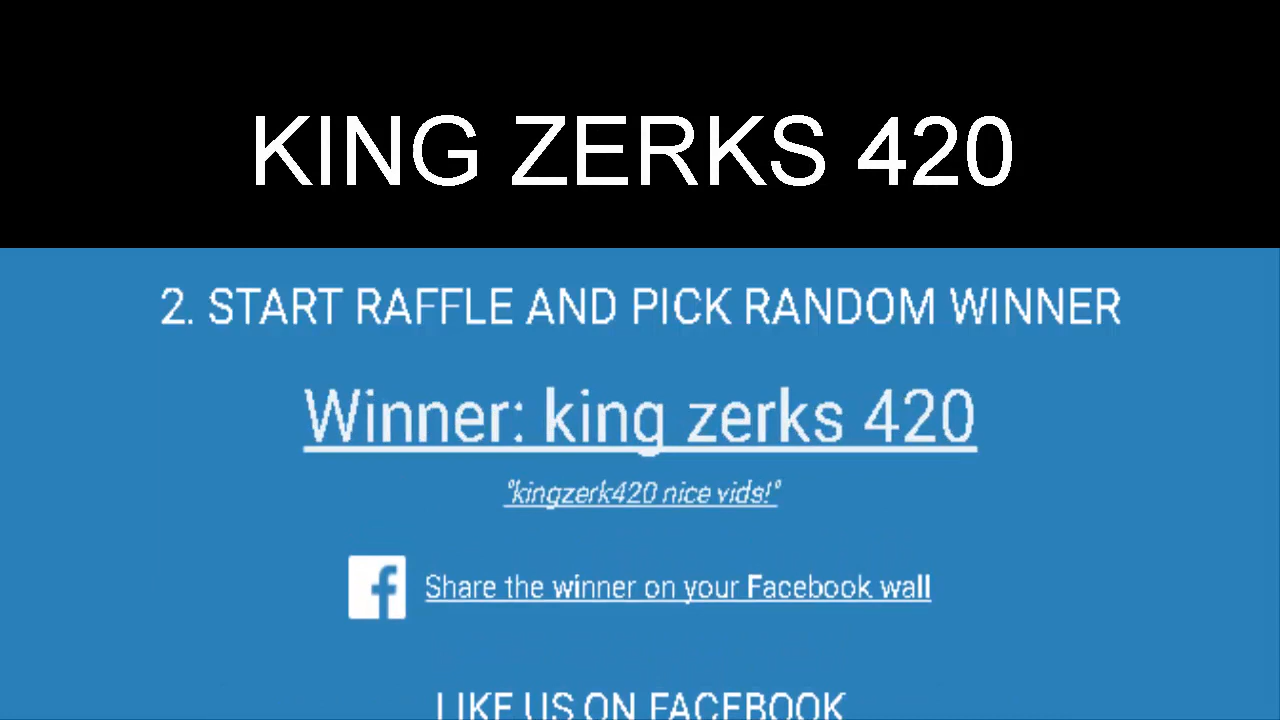 KING ZERKS 420
2. START RAFFLE AND PICK RANDOM WINNER
Winner: king zerks 420
"kingzerk420 nice vids!"
Share the winner on your Facebook wall
LIKE US ON FACEBOOK